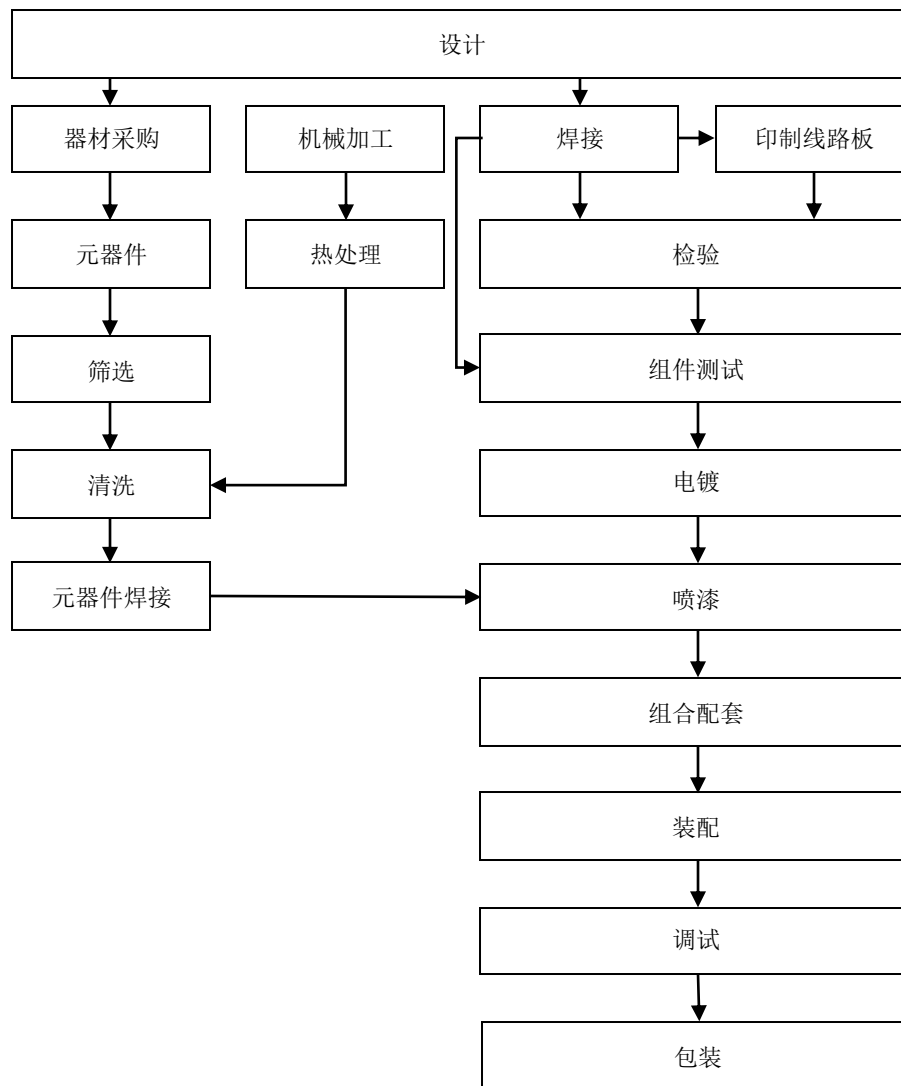 设计
器材采购
机械加工
焊接
印制线路板
元器件
热处理
检验
筛选
组件测试
清洗
电镀
元器件焊接
喷漆
组合配套
装配
调试
包装